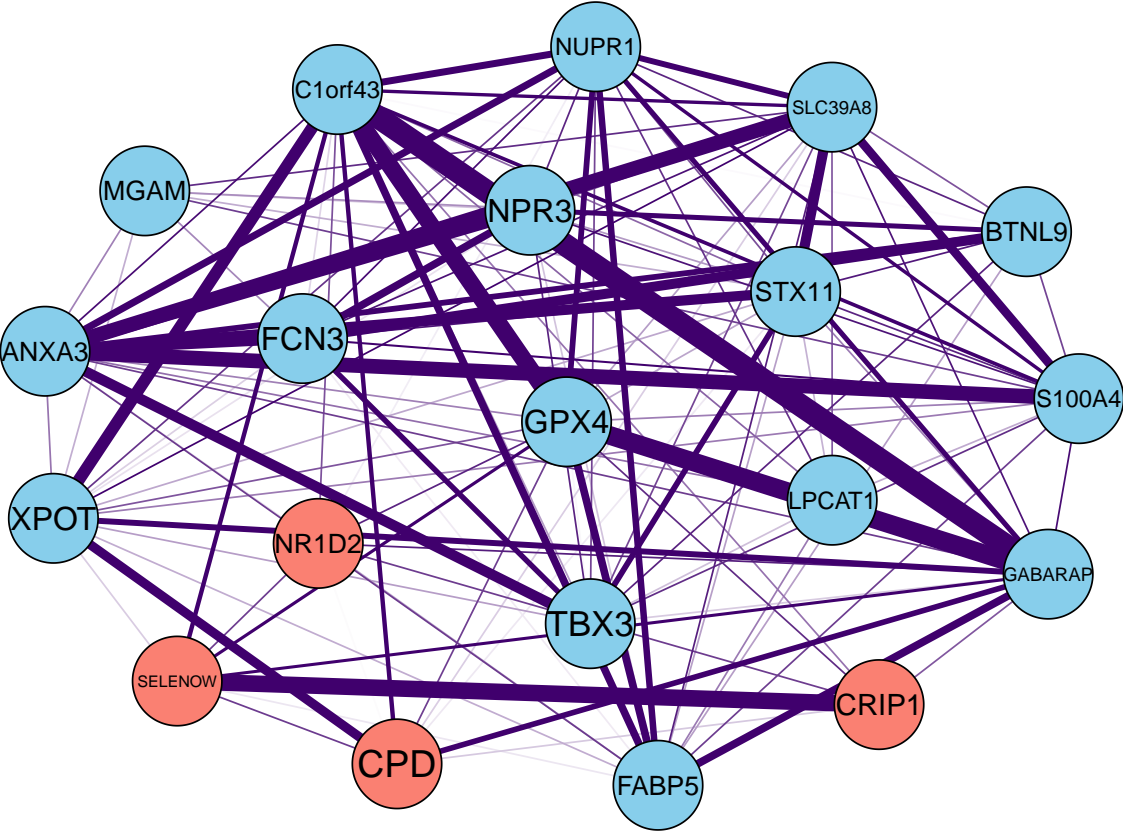 NUPR1
C1orf43
SLC39A8
MGAM
NPR3
BTNL9
STX11
FCN3
ANXA3
S100A4
GPX4
LPCAT1
XPOT
NR1D2
GABARAP
TBX3
SELENOW
CRIP1
CPD
FABP5